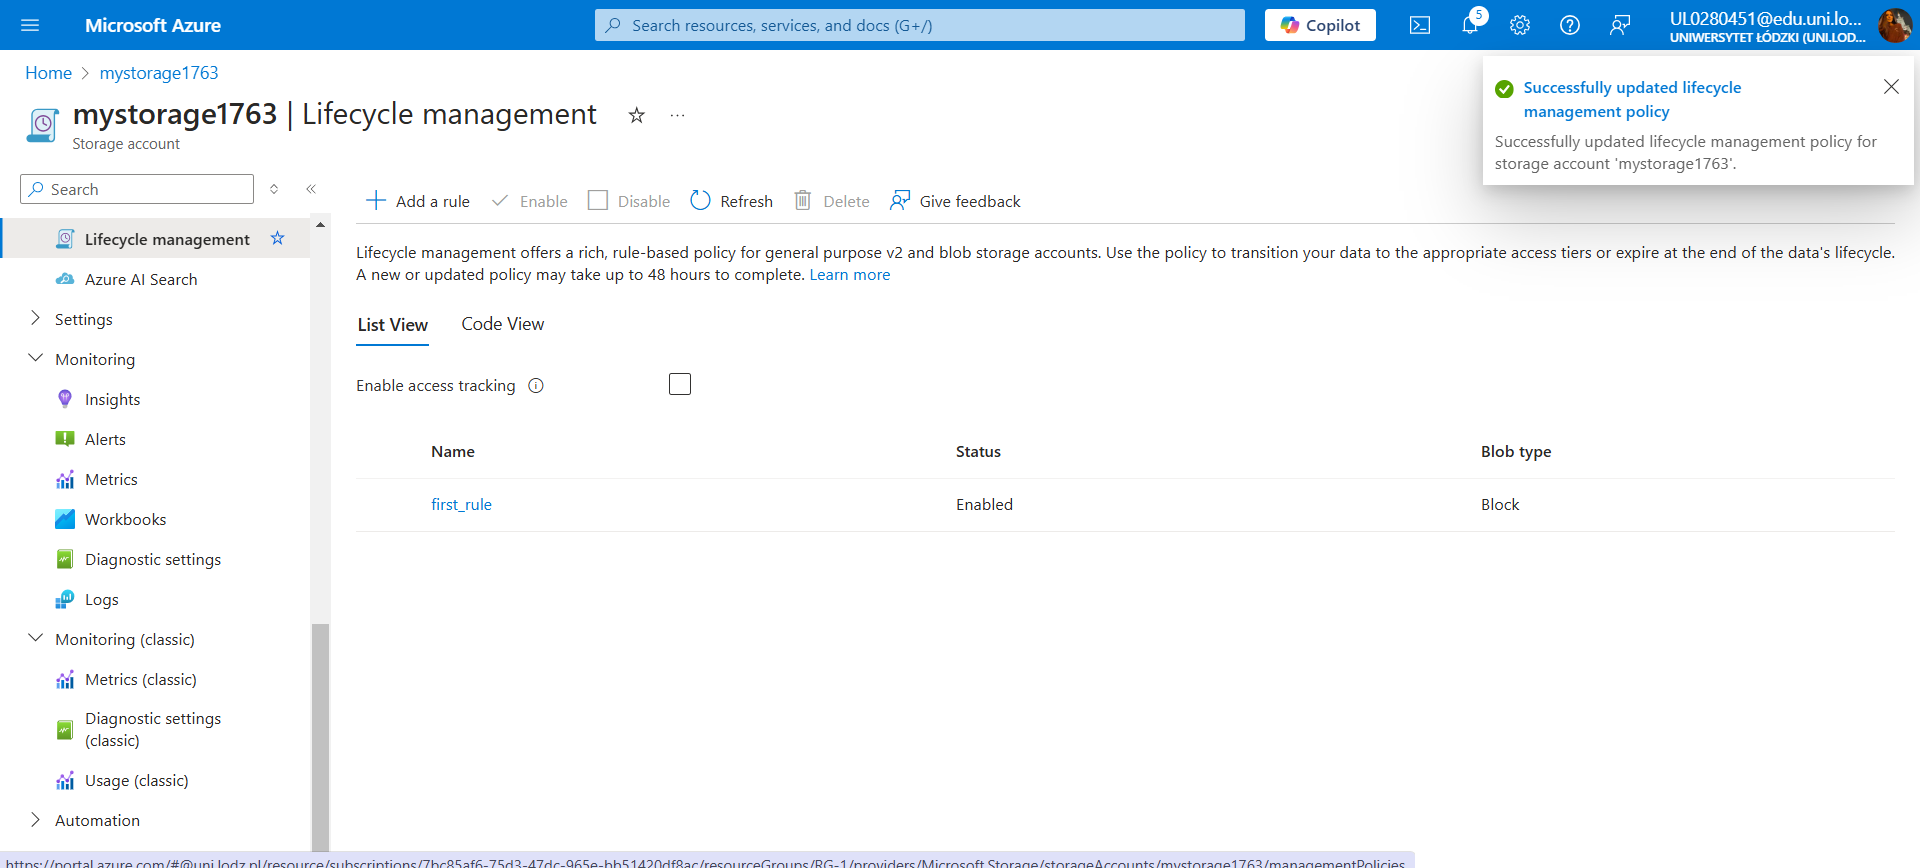 Microsoft Azure
Search resources, services, and docs (G+/)
Copilot
5
UL0280451@edu.uni.lo...
UNIWERSYTET ŁÓDZKI (UNI.LOD...
Home > mystorage1763
mystorage1763 | Lifecycle management
Storage account
Successfully updated lifecycle
management policy
Successfully updated lifecycle management policy for
storage account 'mystorage1763'.
Search
Lifecycle management
Azure AI Search
Settings
Monitoring
Insights
Alerts
Metrics
Workbooks
Diagnostic settings
Logs
Monitoring (classic)
Metrics (classic)
Diagnostic settings
(classic)
Usage (classic)
Automation
Add a rule Enable Disable Refresh Delete Give feedback
Lifecycle management offers a rich, rule-based policy for general purpose v2 and blob storage accounts. Use the policy to transition your data to the appropriate access tiers or expire at the end of the data's lifecycle.
A new or updated policy may take up to 48 hours to complete. Learn more
List View Code View
Enable access tracking
Name Status Blob type
first_rule Enabled Block
https://portal.azure.com/#@uni.lodz.pl/resource/subscriptions/7bc85af6-75d3-47dc-965e-bb51420df8ac/resourceGroups/RG-1/providers/Microsoft.Storage/storageAccounts/mystorage1763/managementPolicies